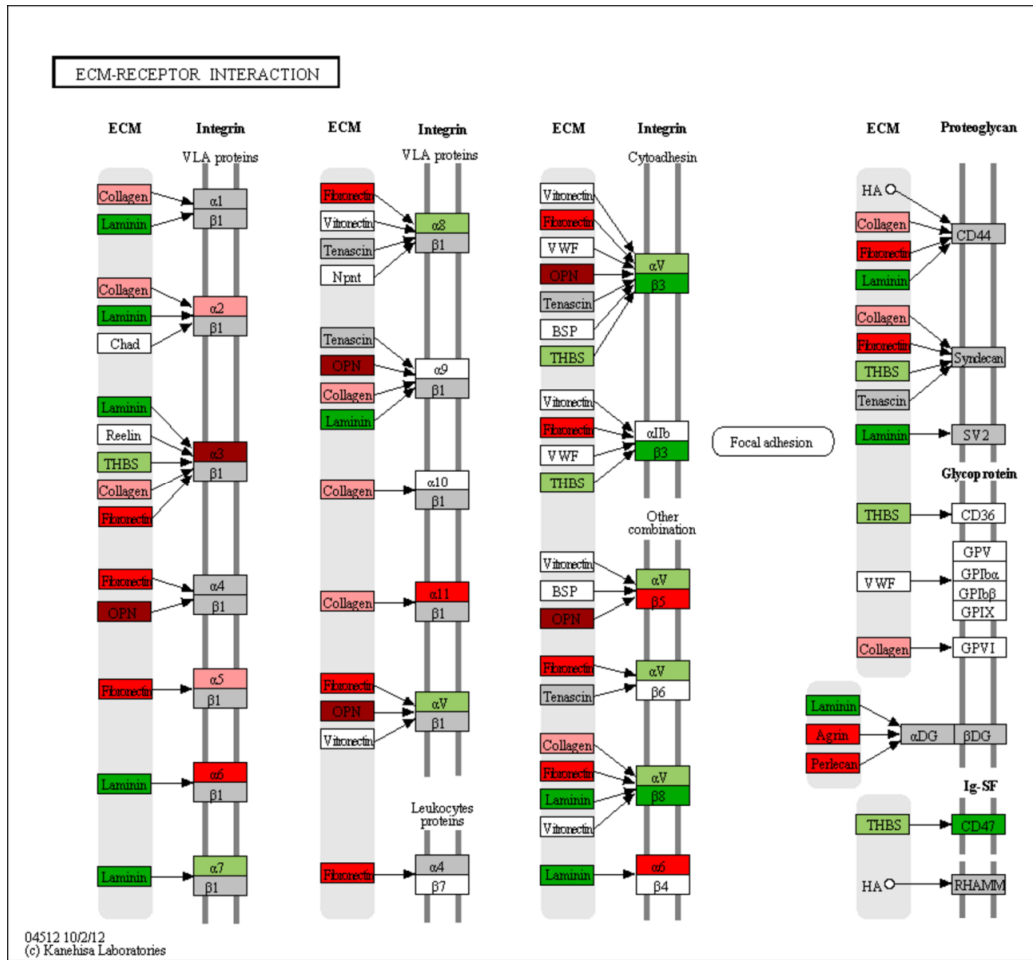 ECM-RECEPTOR INTERACTION
ECM
Integrin
VLA proteins
Collagen
Laminin
α1
β1
Collagen
Laminin
Chad
α2
β1
Laminin
Reelin
THBS
Collagen
Fibronectin
α3
β1
Fibronectin
OPN
α4
β1
Fibronectin
α5
β1
Laminin
α6
β1
Laminin
α7
β1
ECM
Integrin
VLA proteins
Fibronectin
Vitronectin
Tenascin
Npnt
α8
β1
Tenascin
OPN
Collagen
Laminin
α9
β1
Collagen
α10
β1
Collagen
α11
β1
Fibronectin
OPN
Vitronectin
αV
β1
Leukocytes
proteins
Fibronectin
α4
β7
ECM
Integrin
Cytoadhesin
Vitronectin
Fibronectin
VWF
OPN
Tenascin
BSP
THBS
αV
β3
Vitronectin
Fibronectin
VWF
THBS
αIIb
β3
Other
combination
Vitronectin
BSP
OPN
αV
β5
Fibronectin
Tenascin
αV
β6
Collagen
Fibronectin
Laminin
Vitronectin
αV
β8
Laminin
α6
β4
Focal adhesion
ECM
Proteoglycan
HA
Collagen
Fibronectin
Laminin
CD44
Collagen
Fibronectin
THBS
Tenascin
Syndecan
Laminin
SV2
Glycoprotein
THBS
CD36
VWF
GPV
GPIbα
GPIbβ
GPIX
Collagen
GPVI
Laminin
Agrin
Perlecan
αDG
βDG
Ig-SF
THBS
CD47
HA
RHAMM
04512 10/2/12
(c) Kanehisa Laboratories